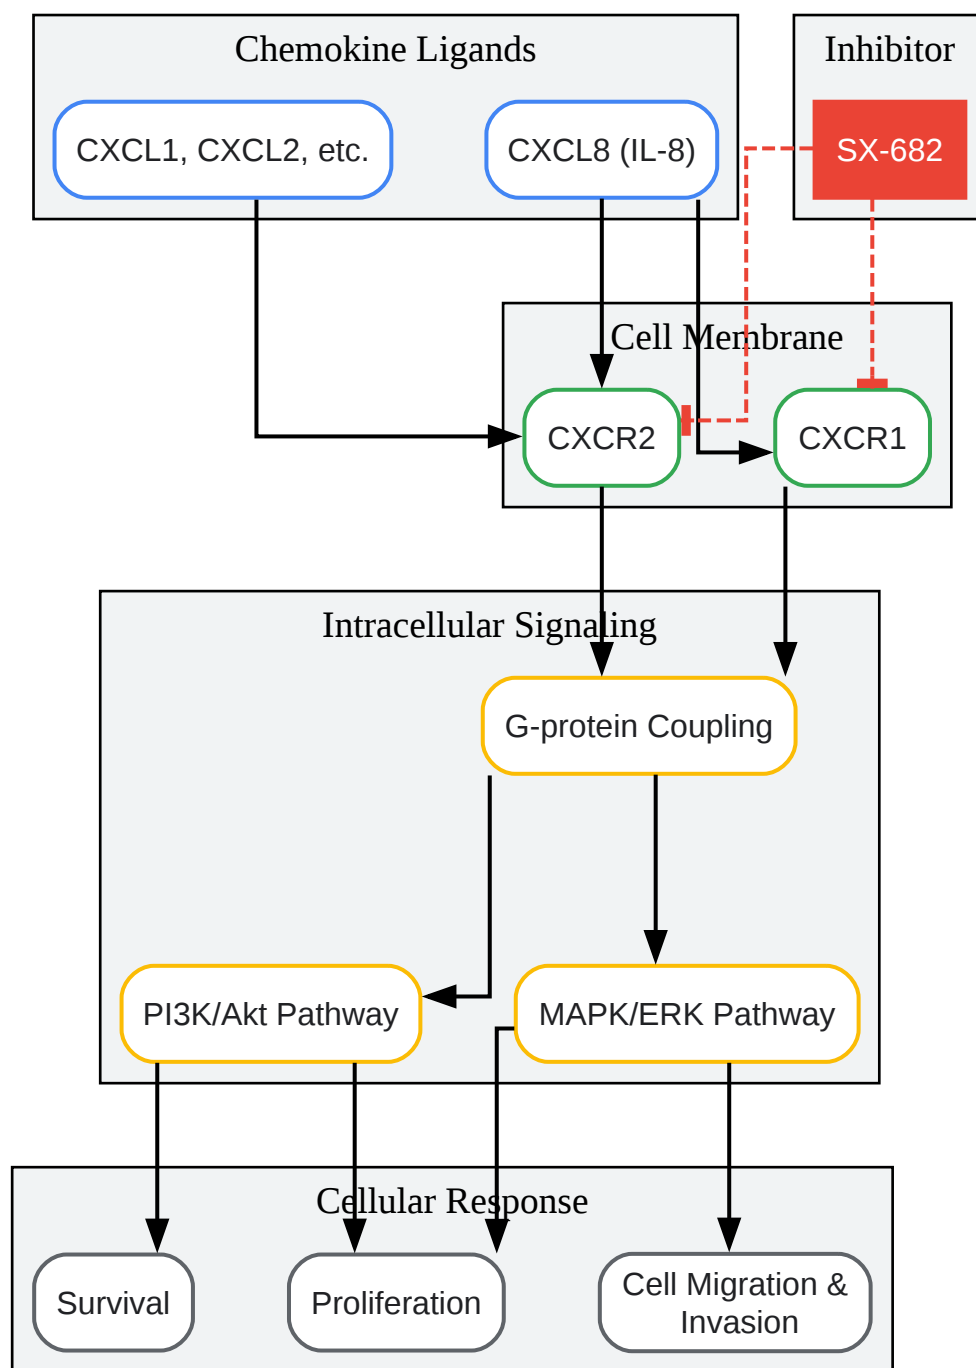 Chemokine Ligands
Inhibitor
CXCL1, CXCL2, etc.
CXCL8 (IL-8)
SX-682
Cell Membrane
CXCR2
CXCR1
Intracellular Signaling
G-protein Coupling
PI3K/Akt Pathway
MAPK/ERK Pathway
Cellular Response
Survival
Proliferation
Cell Migration &
Invasion